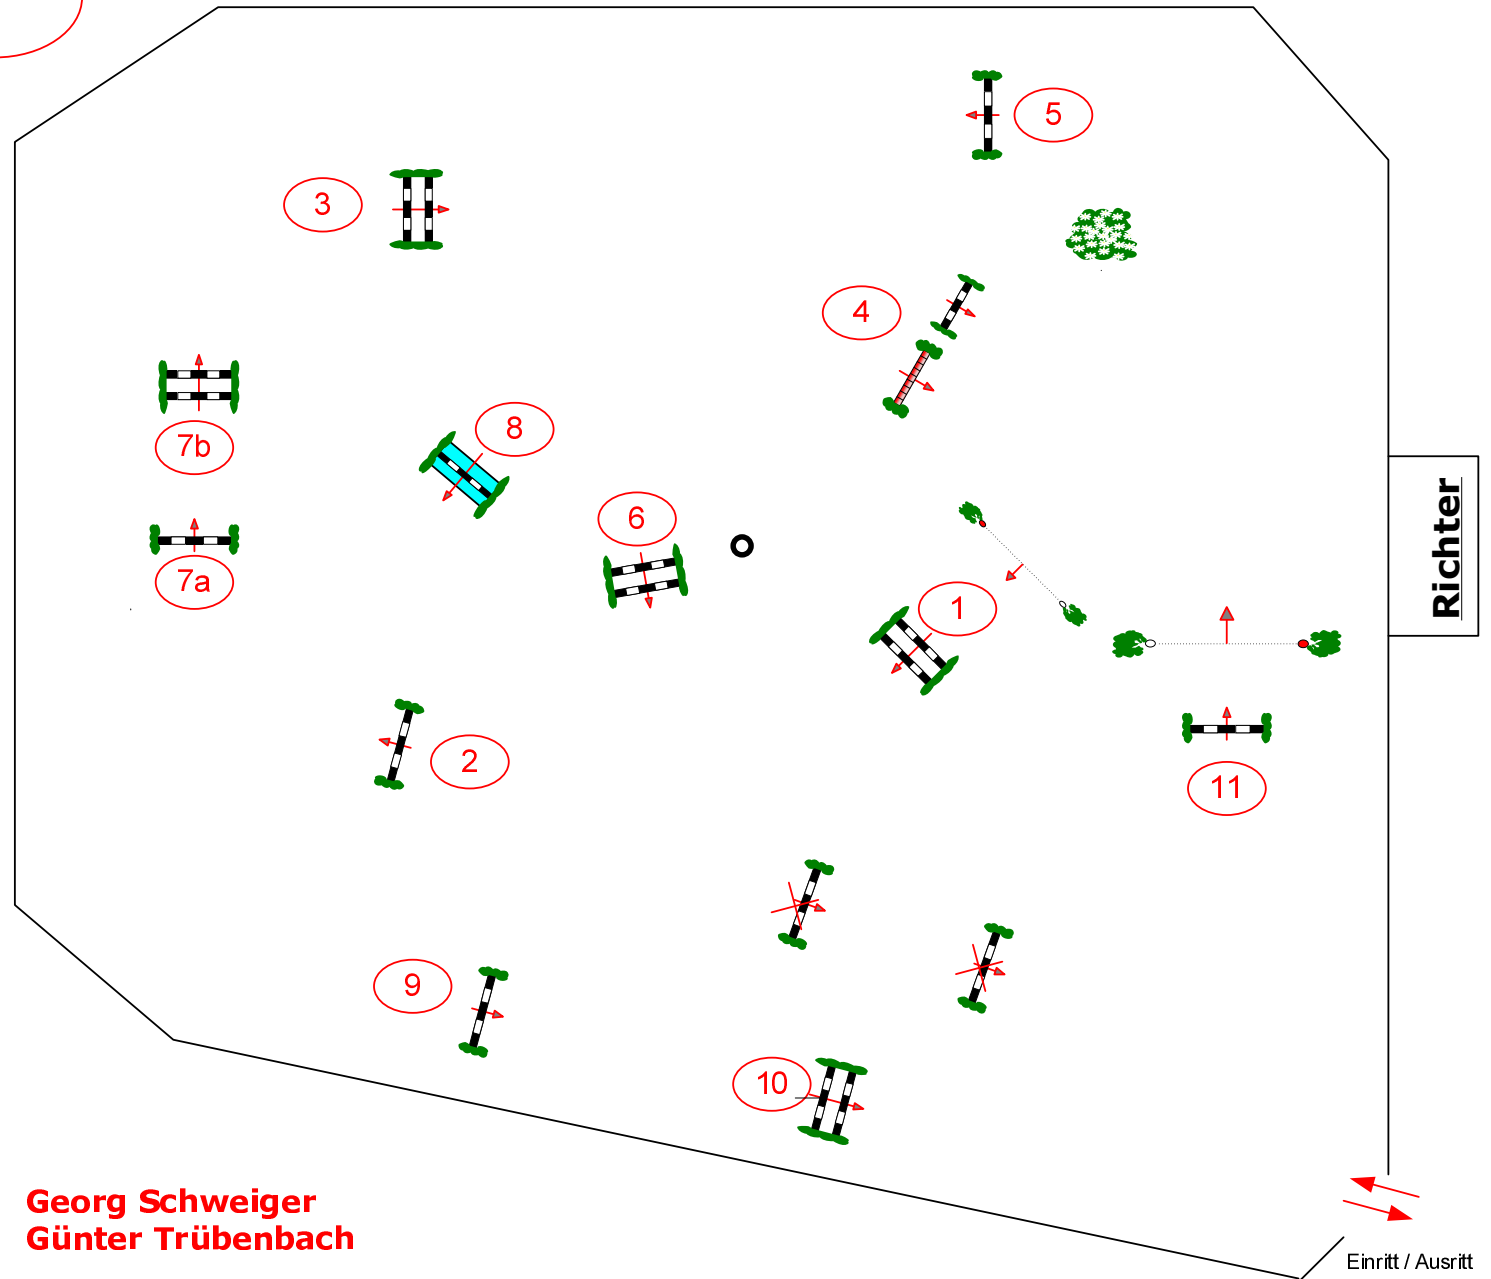 5
3
4
7b
8
6
Richter
7a
1
2
11
9
10
Georg Schweiger
Günter Trübenbach
Einritt / Ausritt